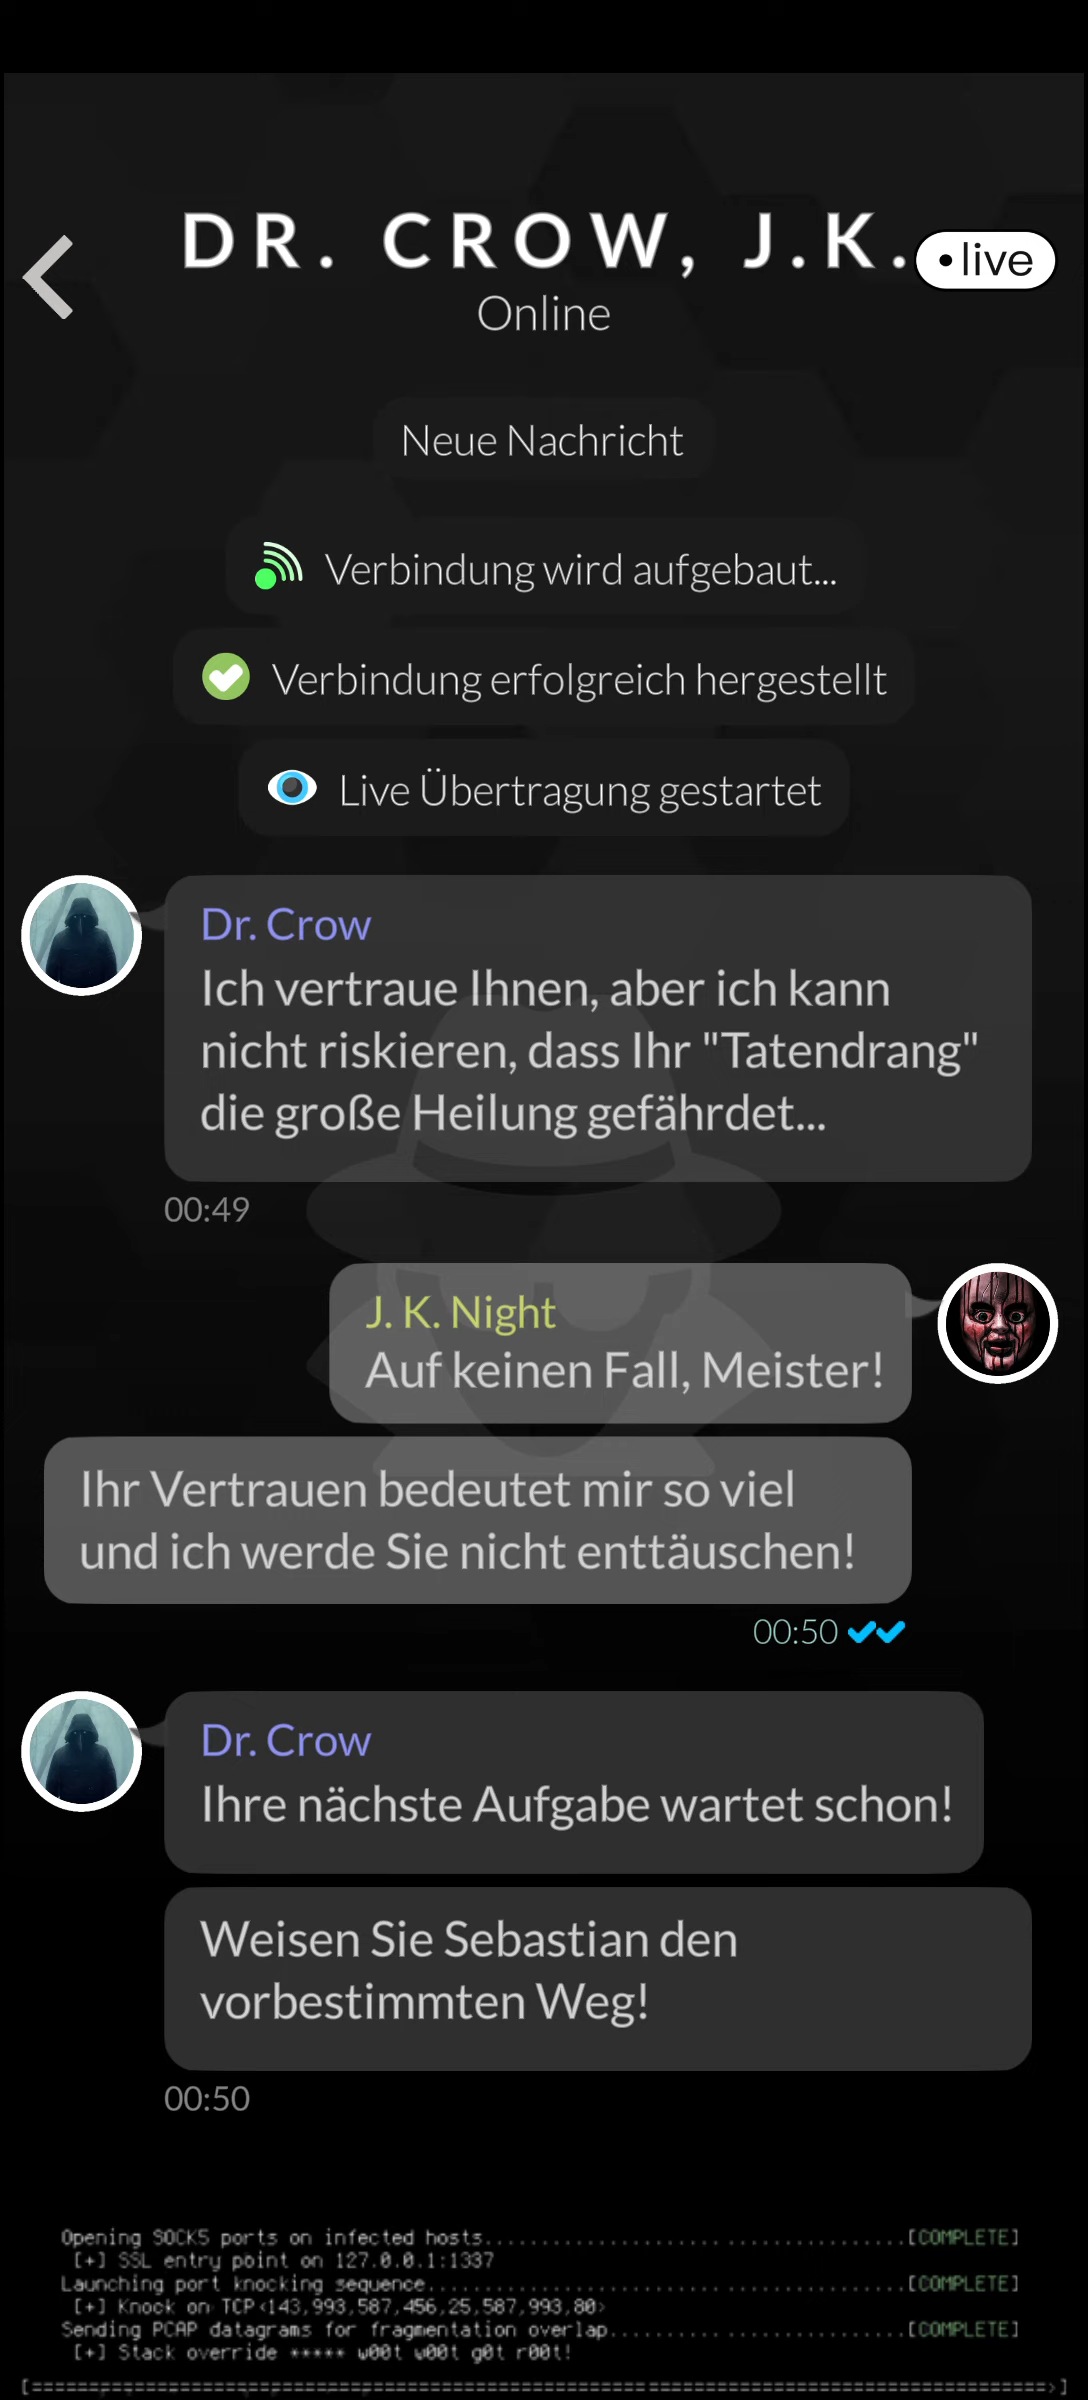 DR. CROW, J.K.
•live
Online
Neue Nachricht
Verbindung wird aufgebaut...
Verbindung erfolgreich hergestellt
Live Übertragung gestartet
Dr. Crow
Ich vertraue Ihnen, aber ich kann
nicht riskieren, dass Ihr "Tatendrang"
die große Heilung gefährdet...
00:49
J. K. Night
Auf keinen Fall, Meister!
Ihr Vertrauen bedeutet mir so viel
und ich werde Sie nicht enttäuschen!
00:50
Dr. Crow
Ihre nächste Aufgabe wartet schon!
Weisen Sie Sebastian den
vorbestimmten Weg!
00:50
Opening SOCK5 ports on infected hosts........................................[COMPLETE]
[+] SSL entry point on 127.0.0.1:1337
Launching port knocking sequence.............................................[COMPLETE]
[+] Knock on TCP<143,993,587,456,25,587,993,80>
Sending PCAP datagrams for fragmentation overlap.............................[COMPLETE]
[+] Stack override ***** w00t w00t g0t r00t!
[==================================================================================>]